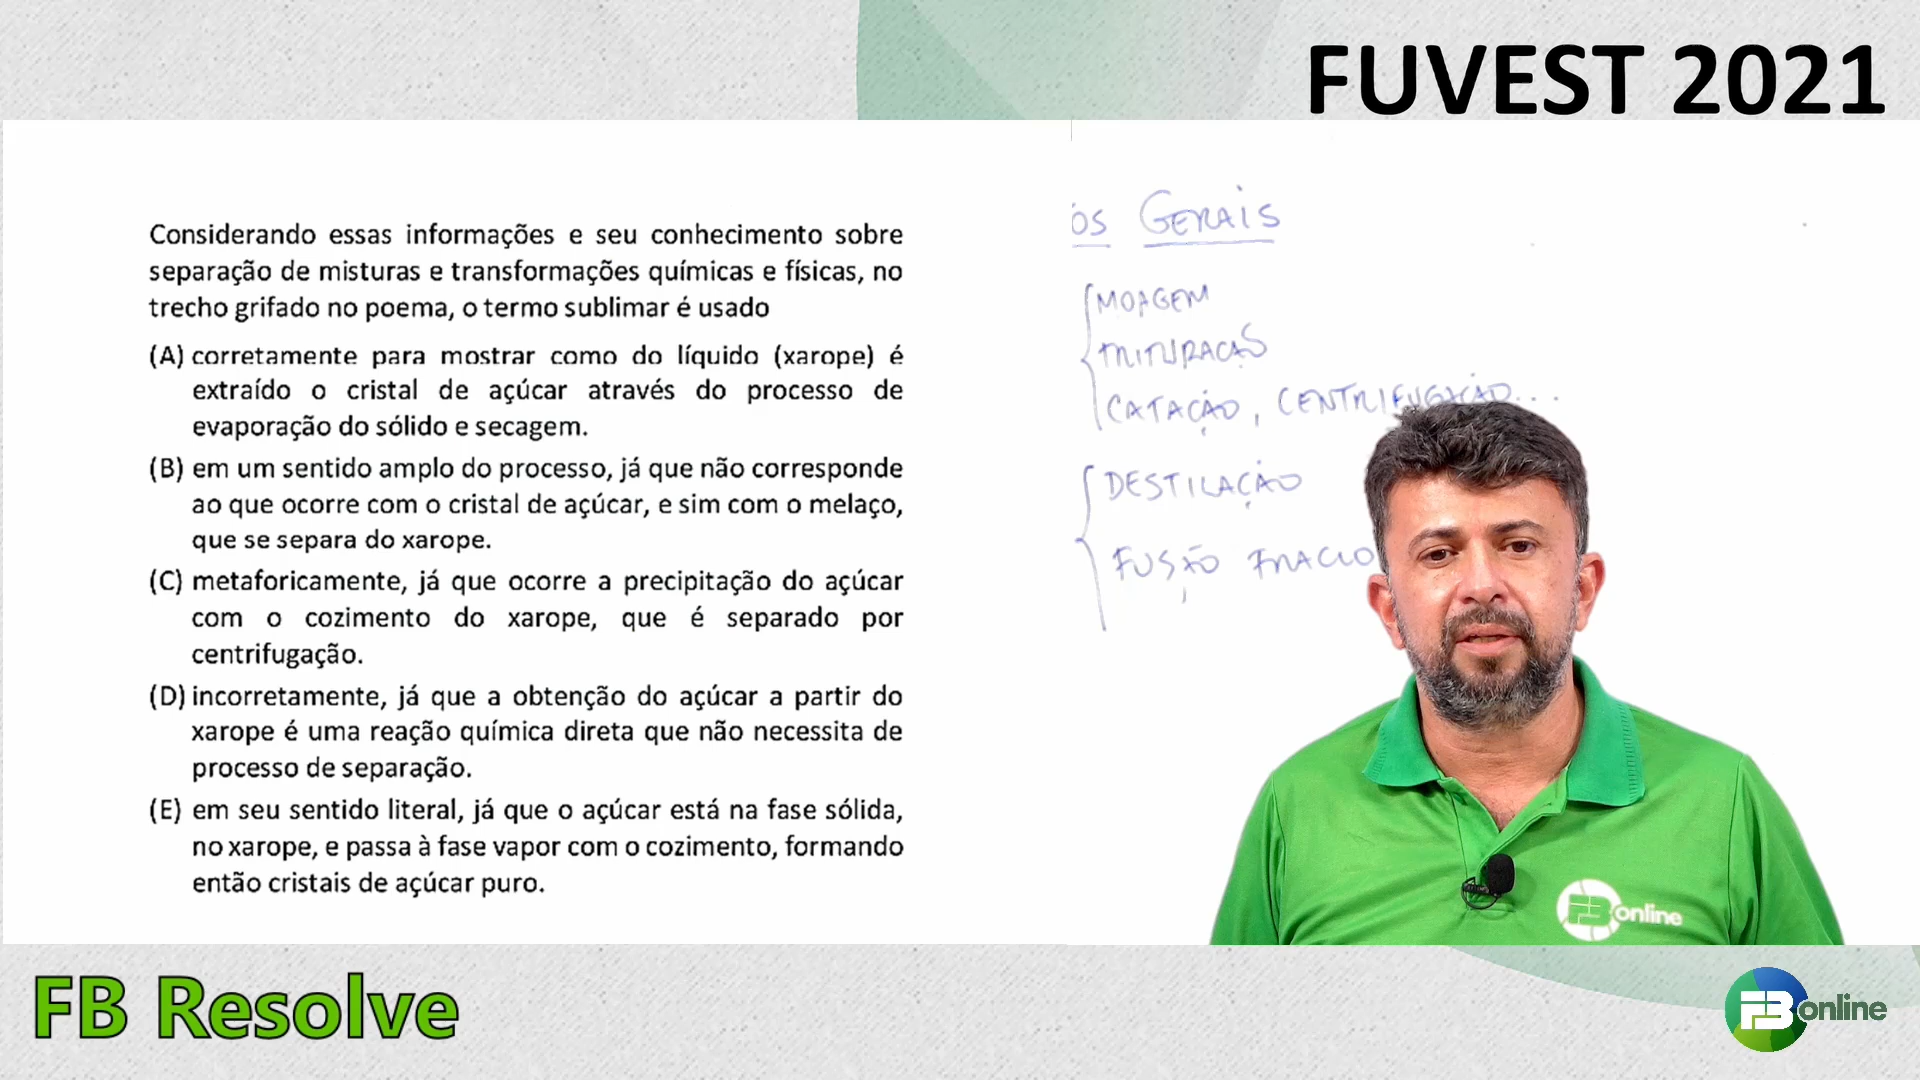 FUVEST 2021
Considerando essas informações e seu conhecimento sobre
separação de misturas e transformações químicas e físicas, no
trecho grifado no poema, o termo sublimar é usado
(A) corretamente para mostrar como do líquido (xarope) é
extraído o cristal de açúcar através do processo de
evaporação do sólido e secagem.
(B) em um sentido amplo do processo, já que não corresponde
ao que ocorre com o cristal de açúcar, e sim com o melaço,
que se separa do xarope.
(C) metaforicamente, já que ocorre a precipitação do açúcar
com o cozimento do xarope, que é separado por
centrifugação.
(D) incorretamente, já que a obtenção do açúcar a partir do
xarope é uma reação química direta que não necessita de
processo de separação.
(E) em seu sentido literal, já que o açúcar está na fase sólida,
no xarope, e passa à fase vapor com o cozimento, formando
então cristais de açúcar puro.
GERAIS
MOAGEM
TRITURAÇÃO
CATAÇÃO, CENTRIFUGAÇÃO...
DESTILAÇÃO
FUSÃO
FB online
FB Resolve
FB online